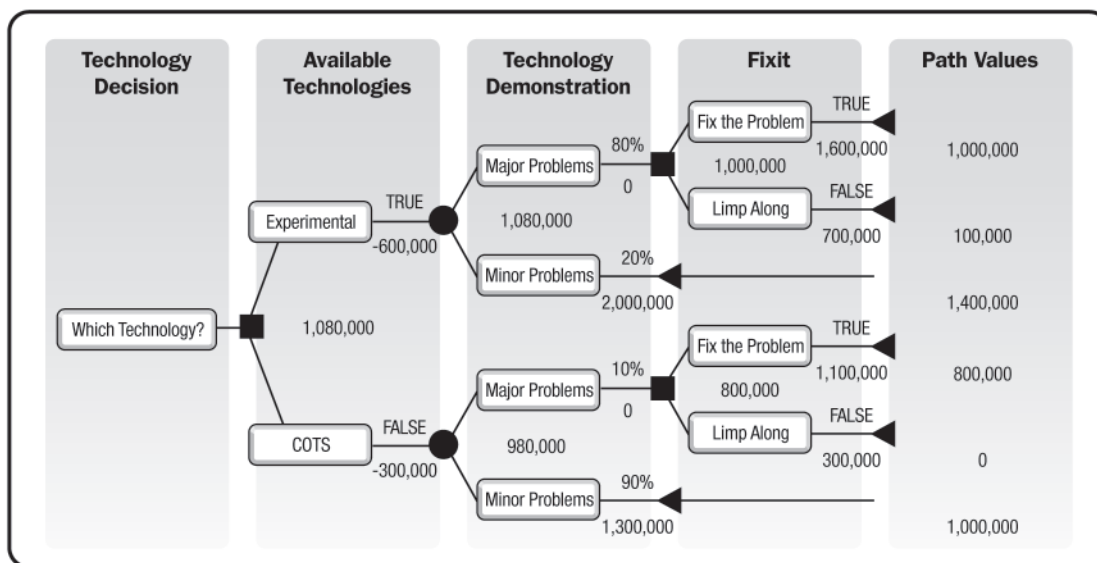 Technology
Decision
Available
Technologies
Technology
Demonstration
Fixit
Path Values
Which Technology?
1,080,000
Experimental
TRUE
-600,000
1,080,000
Major Problems
80%
0
1,000,000
Fix the Problem
TRUE
1,600,000
1,000,000
Limp Along
FALSE
700,000
100,000
Minor Problems
20%
2,000,000
1,400,000
COTS
FALSE
-300,000
980,000
Major Problems
10%
0
800,000
Fix the Problem
TRUE
1,100,000
800,000
Limp Along
FALSE
300,000
0
Minor Problems
90%
1,300,000
1,000,000